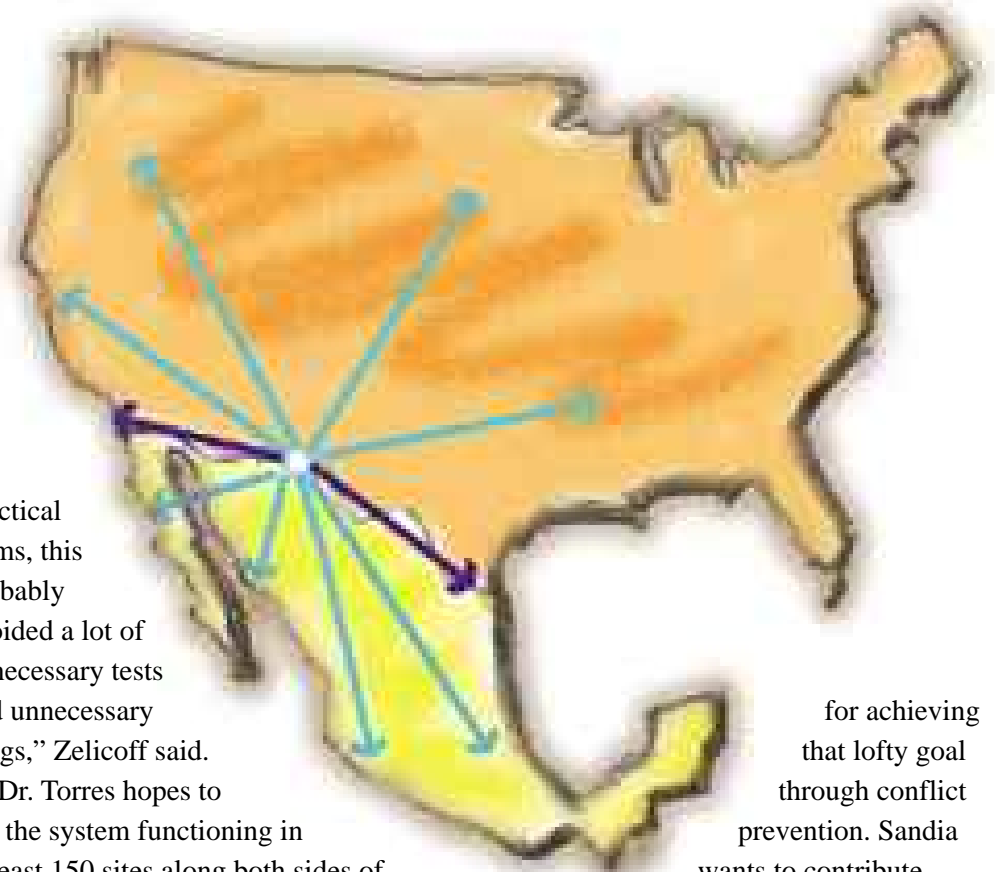 ctical
ms, this
bably
ided a lot of
necessary tests
unnecessary
gs,” Zelicoff said.
Dr. Torres hopes to
the system functioning in
east 150 sites along both sides of
for achieving
that lofty goal
through conflict
prevention. Sandia
wants to contribute